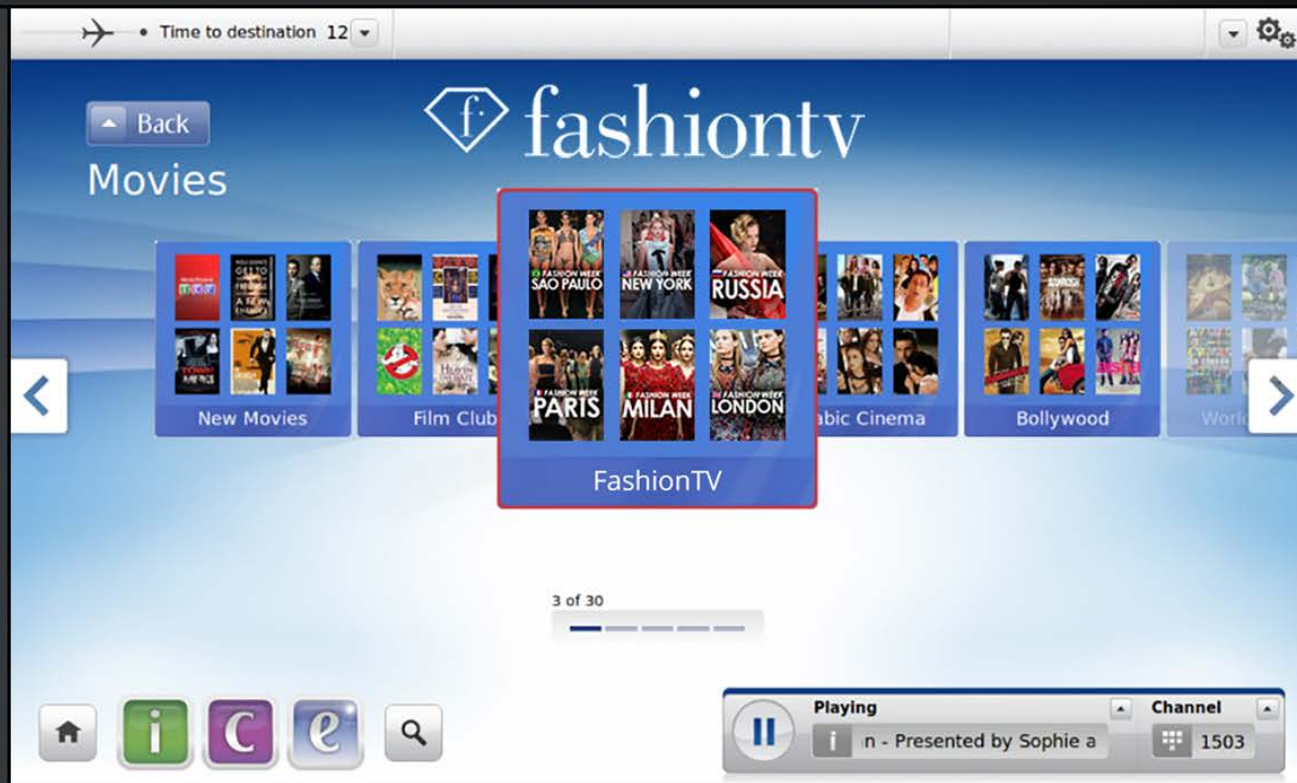 Time to destination 12
Back
fashiontv
Movies
FASHION WEEK
SAO PAULO
FASHION WEEK
NEW YORK
FASHION WEEK
RUSSIA
FASHION WEEK
PARIS
FASHION WEEK
MILAN
FASHION WEEK
LONDON
New Movies
Film Club
FashionTV
abic Cinema
Bollywood
World
3 of 30
i
c
e
Playing
Channel
i
n - Presented by Sophie a
1503